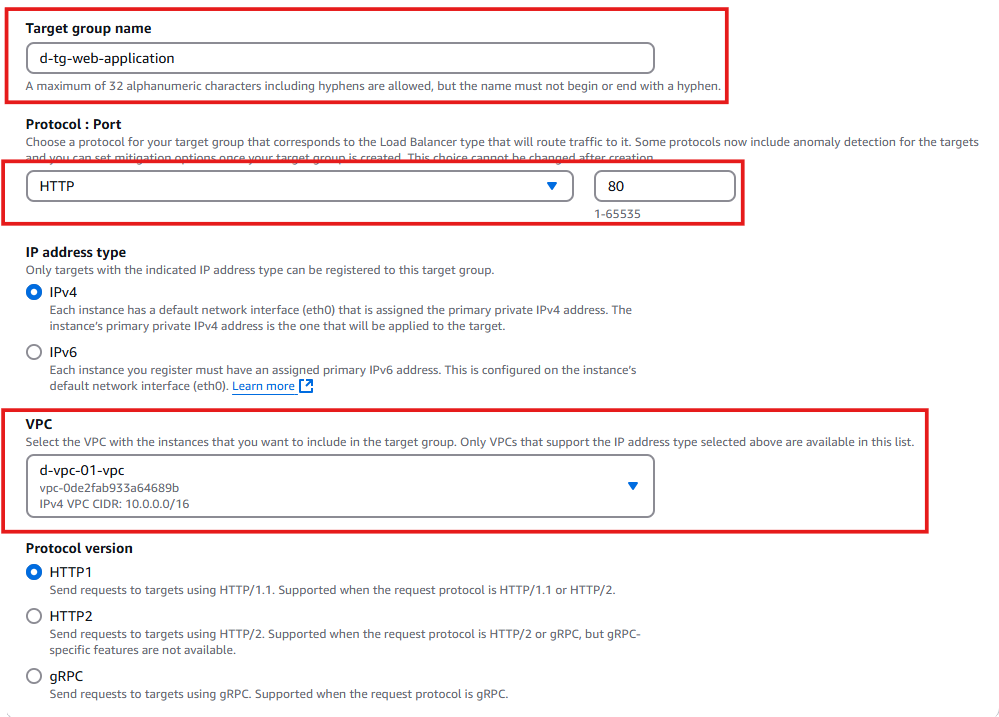 Target group name
d-tg-web-application
A maximum of 32 alphanumeric characters including hyphens are allowed, but the name must not begin or end with a hyphen.
Protocol : Port
Choose a protocol for your target group that corresponds to the Load Balancer type that will route traffic to it. Some protocols now include anomaly detection for the targets
and you can set mitigation options once your target group is created. This choice cannot be changed after creation
HTTP
80
1-65535
IP address type
Only targets with the indicated IP address type can be registered to this target group.
IPv4
Each instance has a default network interface (eth0) that is assigned the primary private IPv4 address. The
instance's primary private IPv4 address is the one that will be applied to the target.
IPv6
Each instance you register must have an assigned primary IPv6 address. This is configured on the instance's
default network interface (eth0). Learn more
VPC
Select the VPC with the instances that you want to include in the target group. Only VPCs that support the IP address type selected above are available in this list.
d-vpc-01-vpc
vpc-0de2fab933a64689b
IPv4 VPC CIDR: 10.0.0.0/16
Protocol version
HTTP1
Send requests to targets using HTTP/1.1. Supported when the request protocol is HTTP/1.1 or HTTP/2.
HTTP2
Send requests to targets using HTTP/2. Supported when the request protocol is HTTP/2 or gRPC, but gRPC-
specific features are not available.
gRPC
Send requests to targets using gRPC. Supported when the request protocol is gRPC.